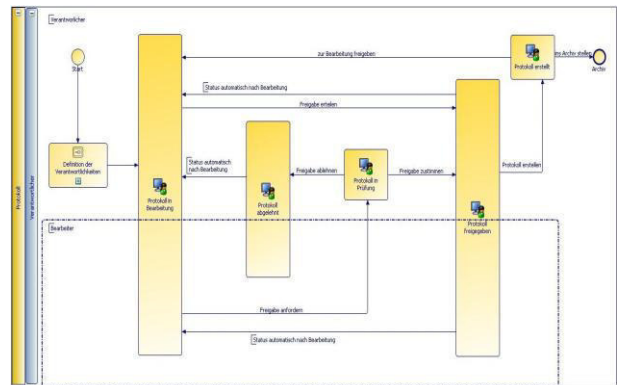 Protokoll
Verantwortlicher
Verantwortlicher
Start
zur Bearbeitung freigeben
Protokoll erstellt
ins Archiv stellen
Archiv
Status automatisch nach Bearbeitung
Freigabe erteilen
Definition der
Verantwortlichkeiten
Protokoll in
Bearbeitung
Status automatisch
nach Bearbeitung
Protokoll
abgelehnt
Freigabe ablehnen
Protokoll in
Prüfung
Freigabe zustimmen
Protokoll erstellen
Protokoll
freigegeben
Bearbeiter
Freigabe anfordern
Status automatisch nach Bearbeitung